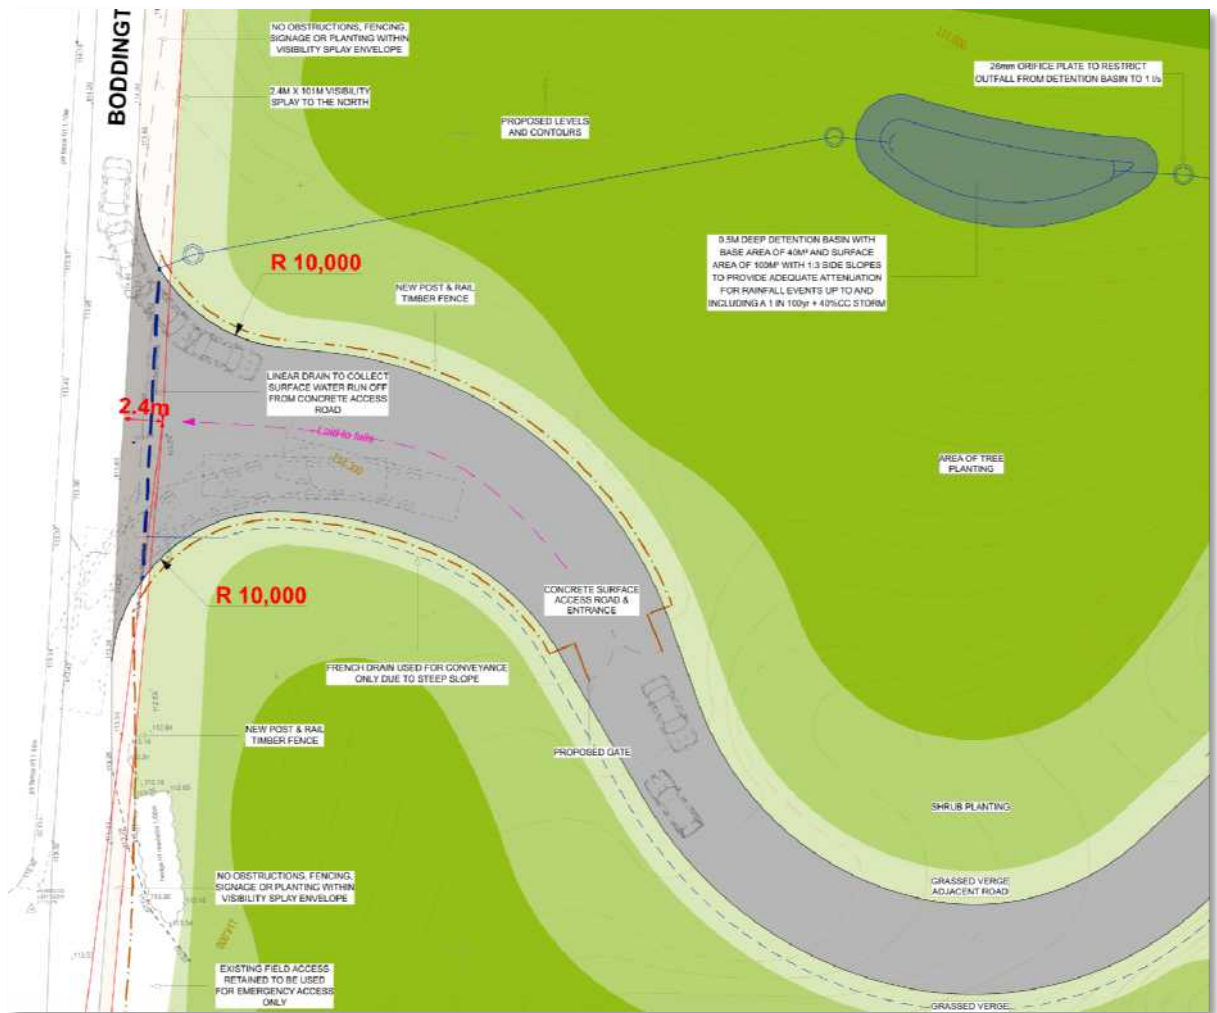 BODDINGT
NO OBSTRUCTIONS, FENCING,
SIGNAGE OR PLANTING WITHIN
VISIBILITY SPLAY ENVELOPE
2.4M X 101M VISIBILITY
SPLAY TO THE NORTH
PROPOSED LEVELS
AND CONTOURS
26mm ORIFICE PLATE TO RESTRICT
OUTFALL FROM DETENTION BASIN TO 1 l/s
0.5M DEEP DETENTION BASIN WITH
BASE AREA OF 40M² AND SURFACE
AREA OF 100M² WITH 1:3 SIDE SLOPES
TO PROVIDE ADEQUATE ATTENUATION
FOR RAINFALL EVENTS UP TO AND
INCLUDING A 1 IN 100yr + 40%CC STORM
R 10,000
NEW POST & RAIL
TIMBER FENCE
LINEAR DRAIN TO COLLECT
SURFACE WATER RUN OFF
FROM CONCRETE ACCESS
ROAD
2.4m
Laid to falls
AREA OF TREE
PLANTING
R 10,000
CONCRETE SURFACE
ACCESS ROAD &
ENTRANCE
FRENCH DRAIN USED FOR CONVEYANCE
ONLY DUE TO STEEP SLOPE
NEW POST & RAIL
TIMBER FENCE
PROPOSED GATE
SHRUB PLANTING
NO OBSTRUCTIONS, FENCING,
SIGNAGE OR PLANTING WITHIN
VISIBILITY SPLAY ENVELOPE
GRASSED VERGE
ADJACENT ROAD
EXISTING FIELD ACCESS
RETAINED TO BE USED
FOR EMERGENCY ACCESS
ONLY
GRASSED VERGE